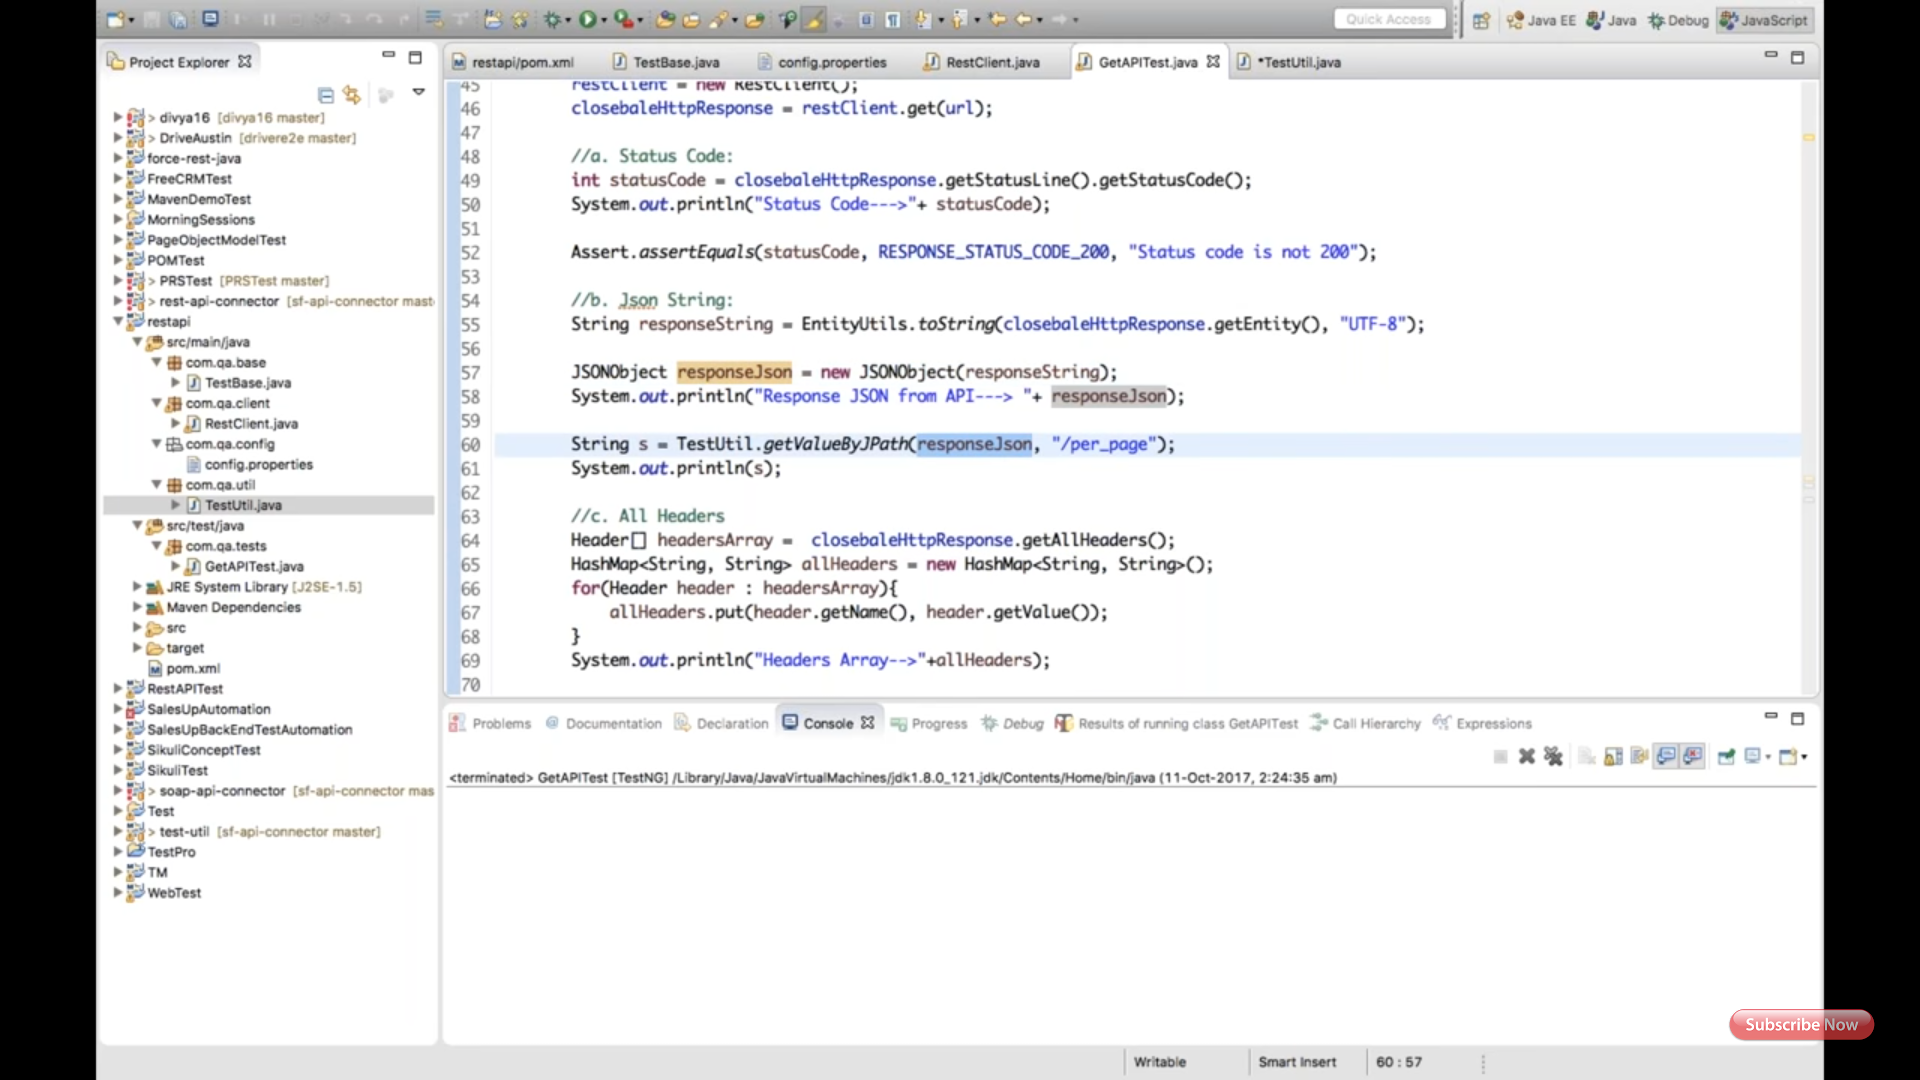 Quick Access
Java EE
Java
Debug
JavaScript
Project Explorer
> divya16 [divya16 master]
> DriveAustin [drivere2e master]
force-rest-java
FreeCRMTest
MavenDemoTest
MorningSessions
PageObjectModelTest
POMTest
> PRSTest [PRSTest master]
> rest-api-connector [sf-api-connector mast
restapi
src/main/java
com.qa.base
TestBase.java
com.qa.client
RestClient.java
com.qa.config
config.properties
com.qa.util
TestUtil.java
src/test/java
com.qa.tests
GetAPITest.java
JRE System Library [J2SE-1.5]
Maven Dependencies
src
target
pom.xml
RestAPITest
SalesUpAutomation
SalesUpBackEndTestAutomation
SikuliConceptTest
SikuliTest
> soap-api-connector [sf-api-connector mas
Test
> test-util [sf-api-connector master]
TestPro
TM
WebTest
restapi/pom.xml
TestBase.java
config.properties
RestClient.java
GetAPITest.java
*TestUtil.java
45 restClient = new RestClient();
46 closebaleHttpResponse = restClient.get(url);
47
48 //a. Status Code:
49 int statusCode = closebaleHttpResponse.getStatusLine().getStatusCode();
50 System.out.println("Status Code--->"+ statusCode);
51
52 Assert.assertEquals(statusCode, RESPONSE_STATUS_CODE_200, "Status code is not 200");
53
54 //b. Json String:
55 String responseString = EntityUtils.toString(closebaleHttpResponse.getEntity(), "UTF-8");
56
57 JSONObject responseJson = new JSONObject(responseString);
58 System.out.println("Response JSON from API---> "+ responseJson);
59
60 String s = TestUtil.getValueByJPath(responseJson, "/per_page");
61 System.out.println(s);
62
63 //c. All Headers
64 Header[] headersArray =  closebaleHttpResponse.getAllHeaders();
65 HashMap<String, String> allHeaders = new HashMap<String, String>();
66 for(Header header : headersArray){
67 allHeaders.put(header.getName(), header.getValue());
68 }
69 System.out.println("Headers Array-->"+allHeaders);
70
Problems
@ Documentation
Declaration
Console
Progress
Debug
Results of running class GetAPITest
Call Hierarchy
Expressions
<terminated> GetAPITest [TestNG] /Library/Java/JavaVirtualMachines/jdk1.8.0_121.jdk/Contents/Home/bin/java (11-Oct-2017, 2:24:35 am)
Subscribe Now
Writable
Smart Insert
60 : 57